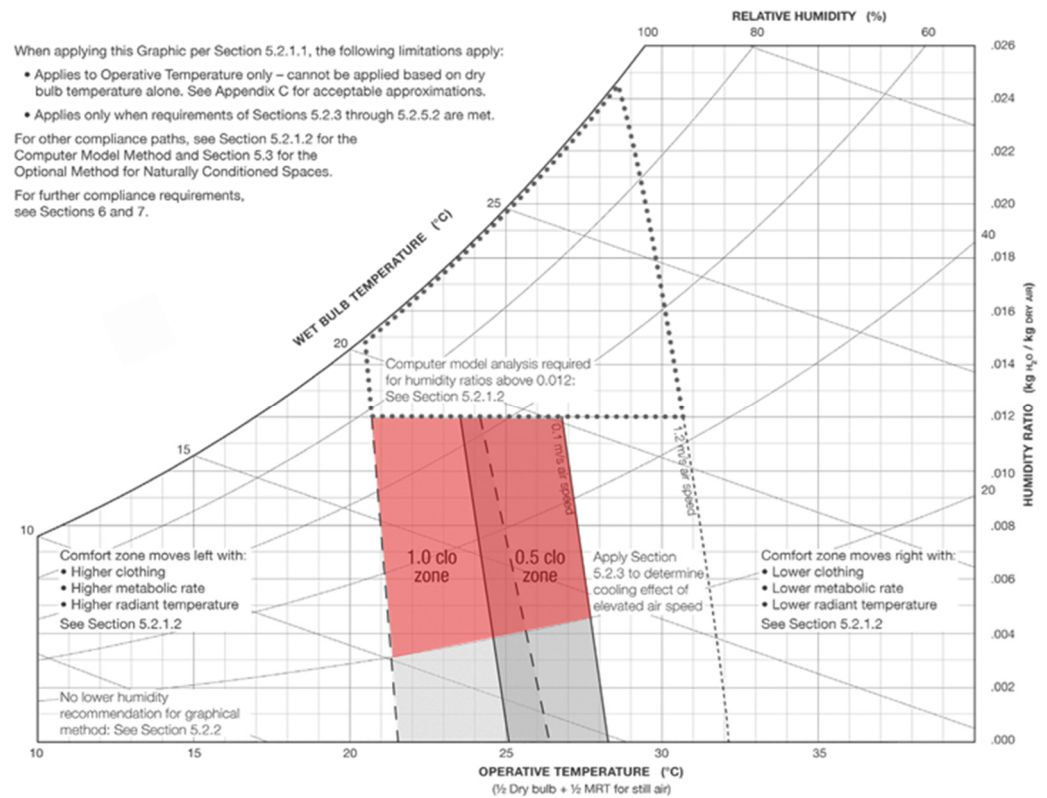 RELATIVE HUMIDITY (%)
100
80
60
When applying this Graphic per Section 5.2.1.1, the following limitations apply:
• Applies to Operative Temperature only – cannot be applied based on dry
bulb temperature alone. See Appendix C for acceptable approximations.
• Applies only when requirements of Sections 5.2.3 through 5.2.5.2 are met.
For other compliance paths, see Section 5.2.1.2 for the
Computer Model Method and Section 5.3 for the
Optional Method for Naturally Conditioned Spaces.
For further compliance requirements,
see Sections 6 and 7.
WET BULB TEMPERATURE (°C)
10
15
20
25
.026
.024
.022
.020
40
.018
.016
.014
.012
.010
20
.008
.006
.004
.002
.000
HUMIDITY RATIO (kg H2O / kg DRY AIR)
Computer model analysis required
for humidity ratios above 0.012:
See Section 5.2.1.2
0.1 m/s air speed
1.2 m/s air speed
1.0 clo
zone
0.5 clo
zone
Comfort zone moves left with:
• Higher clothing
• Higher metabolic rate
• Higher radiant temperature
See Section 5.2.1.2
Apply Section
5.2.3 to determine
cooling effect of
elevated air speed
Comfort zone moves right with:
• Lower clothing
• Lower metabolic rate
• Lower radiant temperature
See Section 5.2.1.2
No lower humidity
recommendation for graphical
method: See Section 5.2.2
10
15
20
25
30
35
OPERATIVE TEMPERATURE (°C)
(½ Dry bulb + ½ MRT for still air)